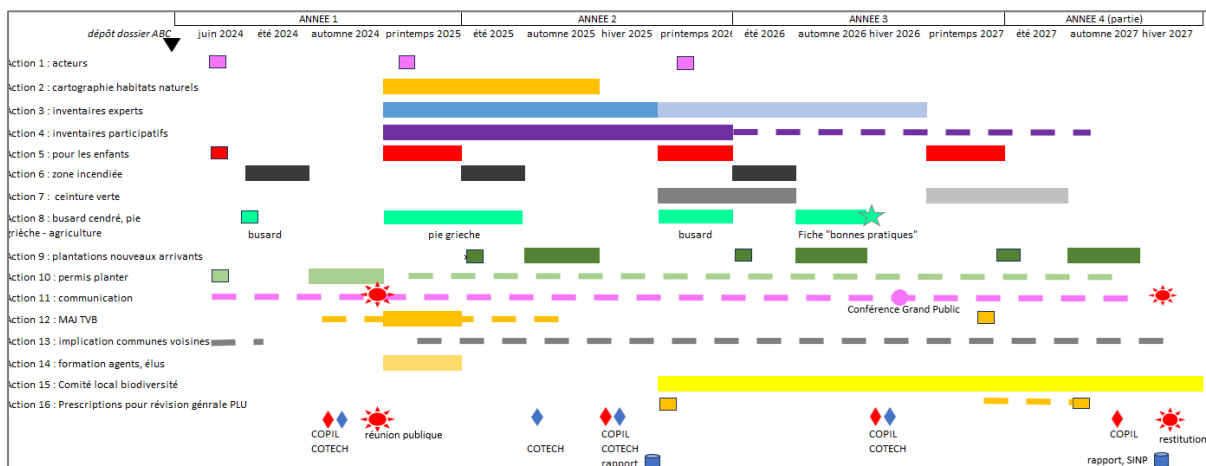 ANNEE 1 ANNEE 2 ANNEE 3 ANNEE 4 (partie)
dépôt dossier ABC juin 2024 été 2024 automne 2024 printemps 2025 été 2025 automne 2025 hiver 2025 printemps 2026 été 2026 automne 2026 hiver 2026 printemps 2027 été 2027 automne 2027 hiver 2027
Action 1 : acteurs
Action 2 : cartographie habitats naturels
Action 3 : inventaires experts
Action 4 : inventaires participatifs
Action 5 : pour les enfants
Action 6 : zone incendiée
Action 7 : ceinture verte
Action 8 : busard cendré, pie
grièche - agriculture
busard pie grieche busard Fiche "bonnes pratiques"
Action 9 : plantations nouveaux arrivants
Action 10 : permis planter
Action 11 : communication
Conférence Grand Public
Action 12 : MAJ TVB
Action 13 : implication communes voisines
Action 14 : formation agents, élus
Action 15 : Comité local biodiversité
Action 16 : Prescriptions pour révision génrale PLU
COPIL réunion publique COPIL COPIL COPIL restitution
COTECH COTECH COTECH COTECH
rapport rapport, SINP